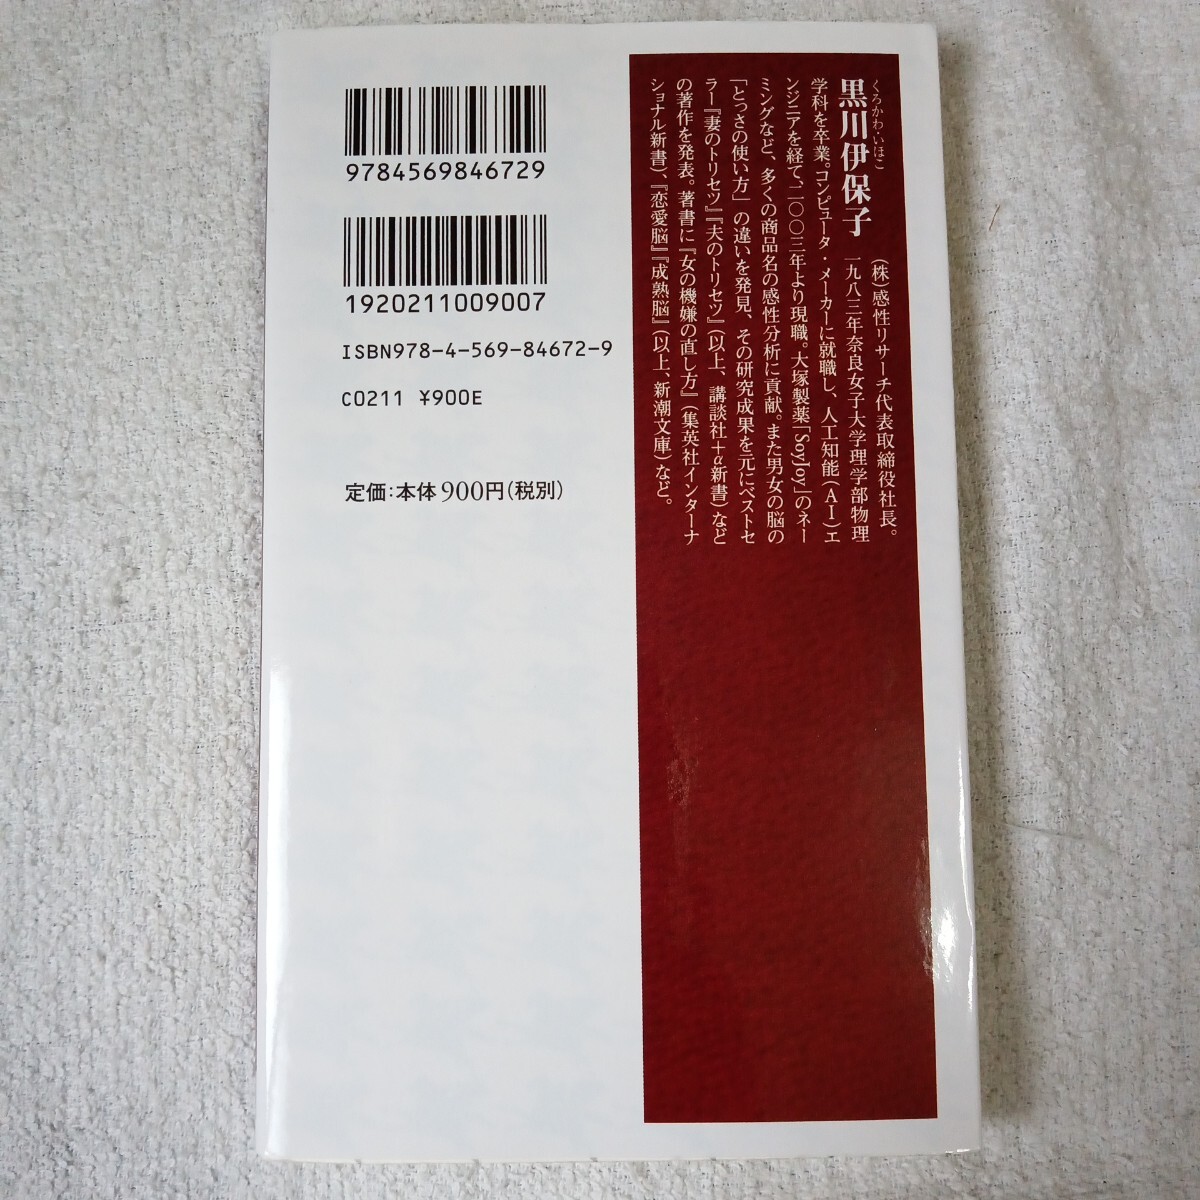 黒川伊保子
くろかわ・いほこ
(株)感性リサーチ代表取締役社長。
一九八三年奈良女子大学理学部物理
学科を卒業。コンピュータ・メーカーに就職し、人工知能(AI)エ
ンジニアを経て、二〇〇三年より現職。大塚製薬「SoyJoy」のネー
ミングなど、多くの商品名の感性分析に貢献。また男女の脳の
「とっさの使い方」の違いを発見、その研究成果を元にベストセ
ラー『妻のトリセツ』『夫のトリセツ』(以上、講談社+α新書)など
の著作を発表。著書に『女の機嫌の直し方』(集英社インターナ
ショナル新書)、『恋愛脳』『成熟脳』(以上、新潮文庫)など。
9784569846729
1920211009007
ISBN978-4-569-84672-9
C0211 ¥900E
定価:本体900円(税別)